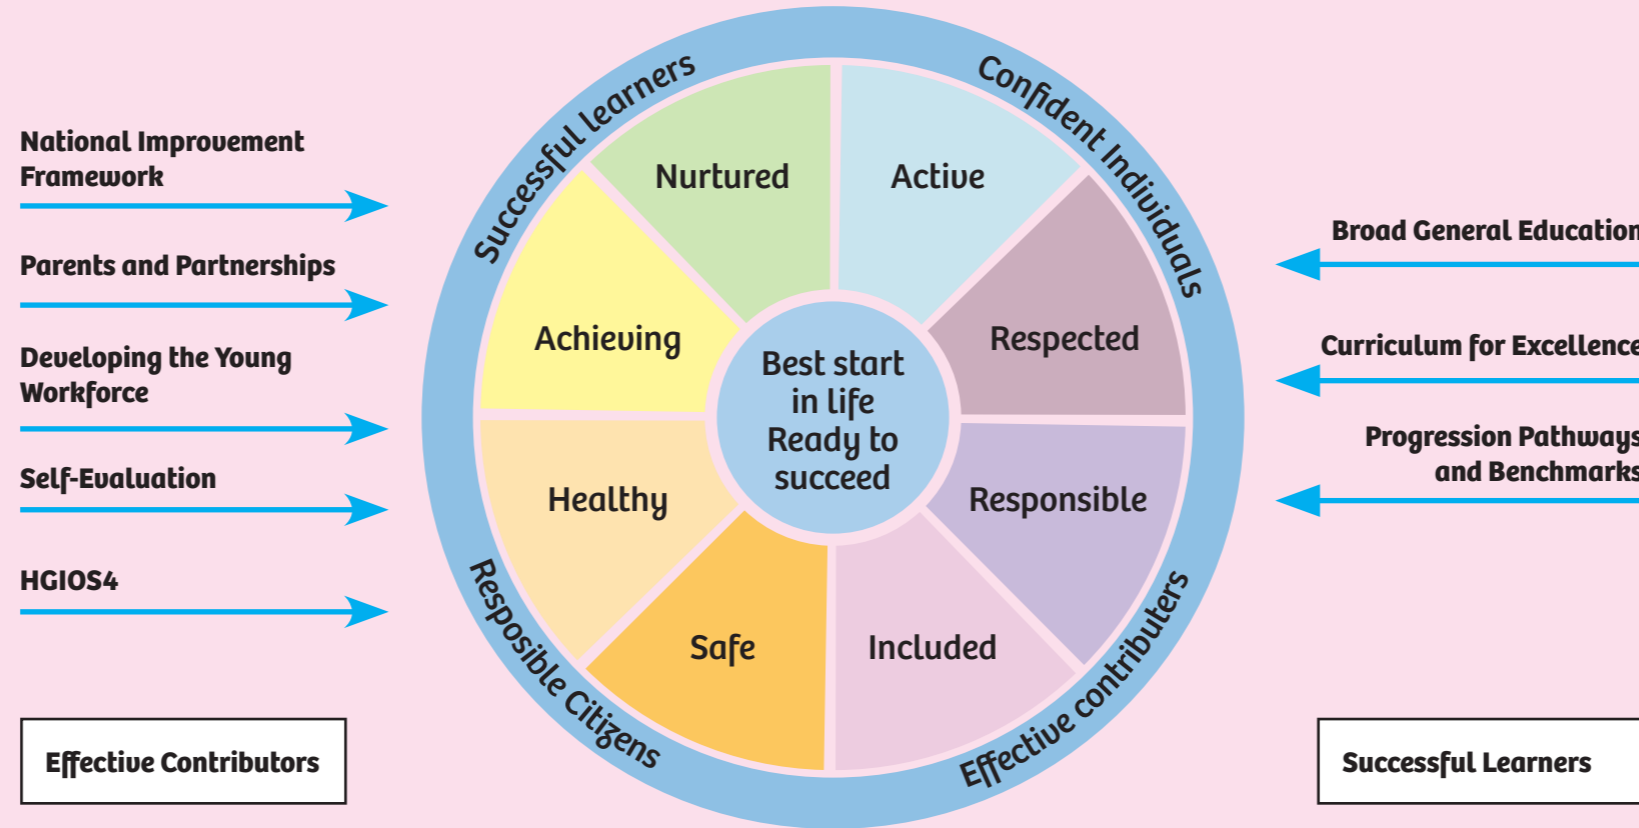 National Improvement
Framework
Parents and Partnerships
Developing the Young
Workforce
Self-Evaluation
HGIOS4
Effective Contributors
Successful learners
Confident Individuals
Resposible Citizens
Effective contributers
Nurtured
Active
Achieving
Respected
Healthy
Responsible
Safe
Included
Best start
in life
Ready to
succeed
Broad General Education
Curriculum for Excellence
Progression Pathways
and Benchmarks
Successful Learners